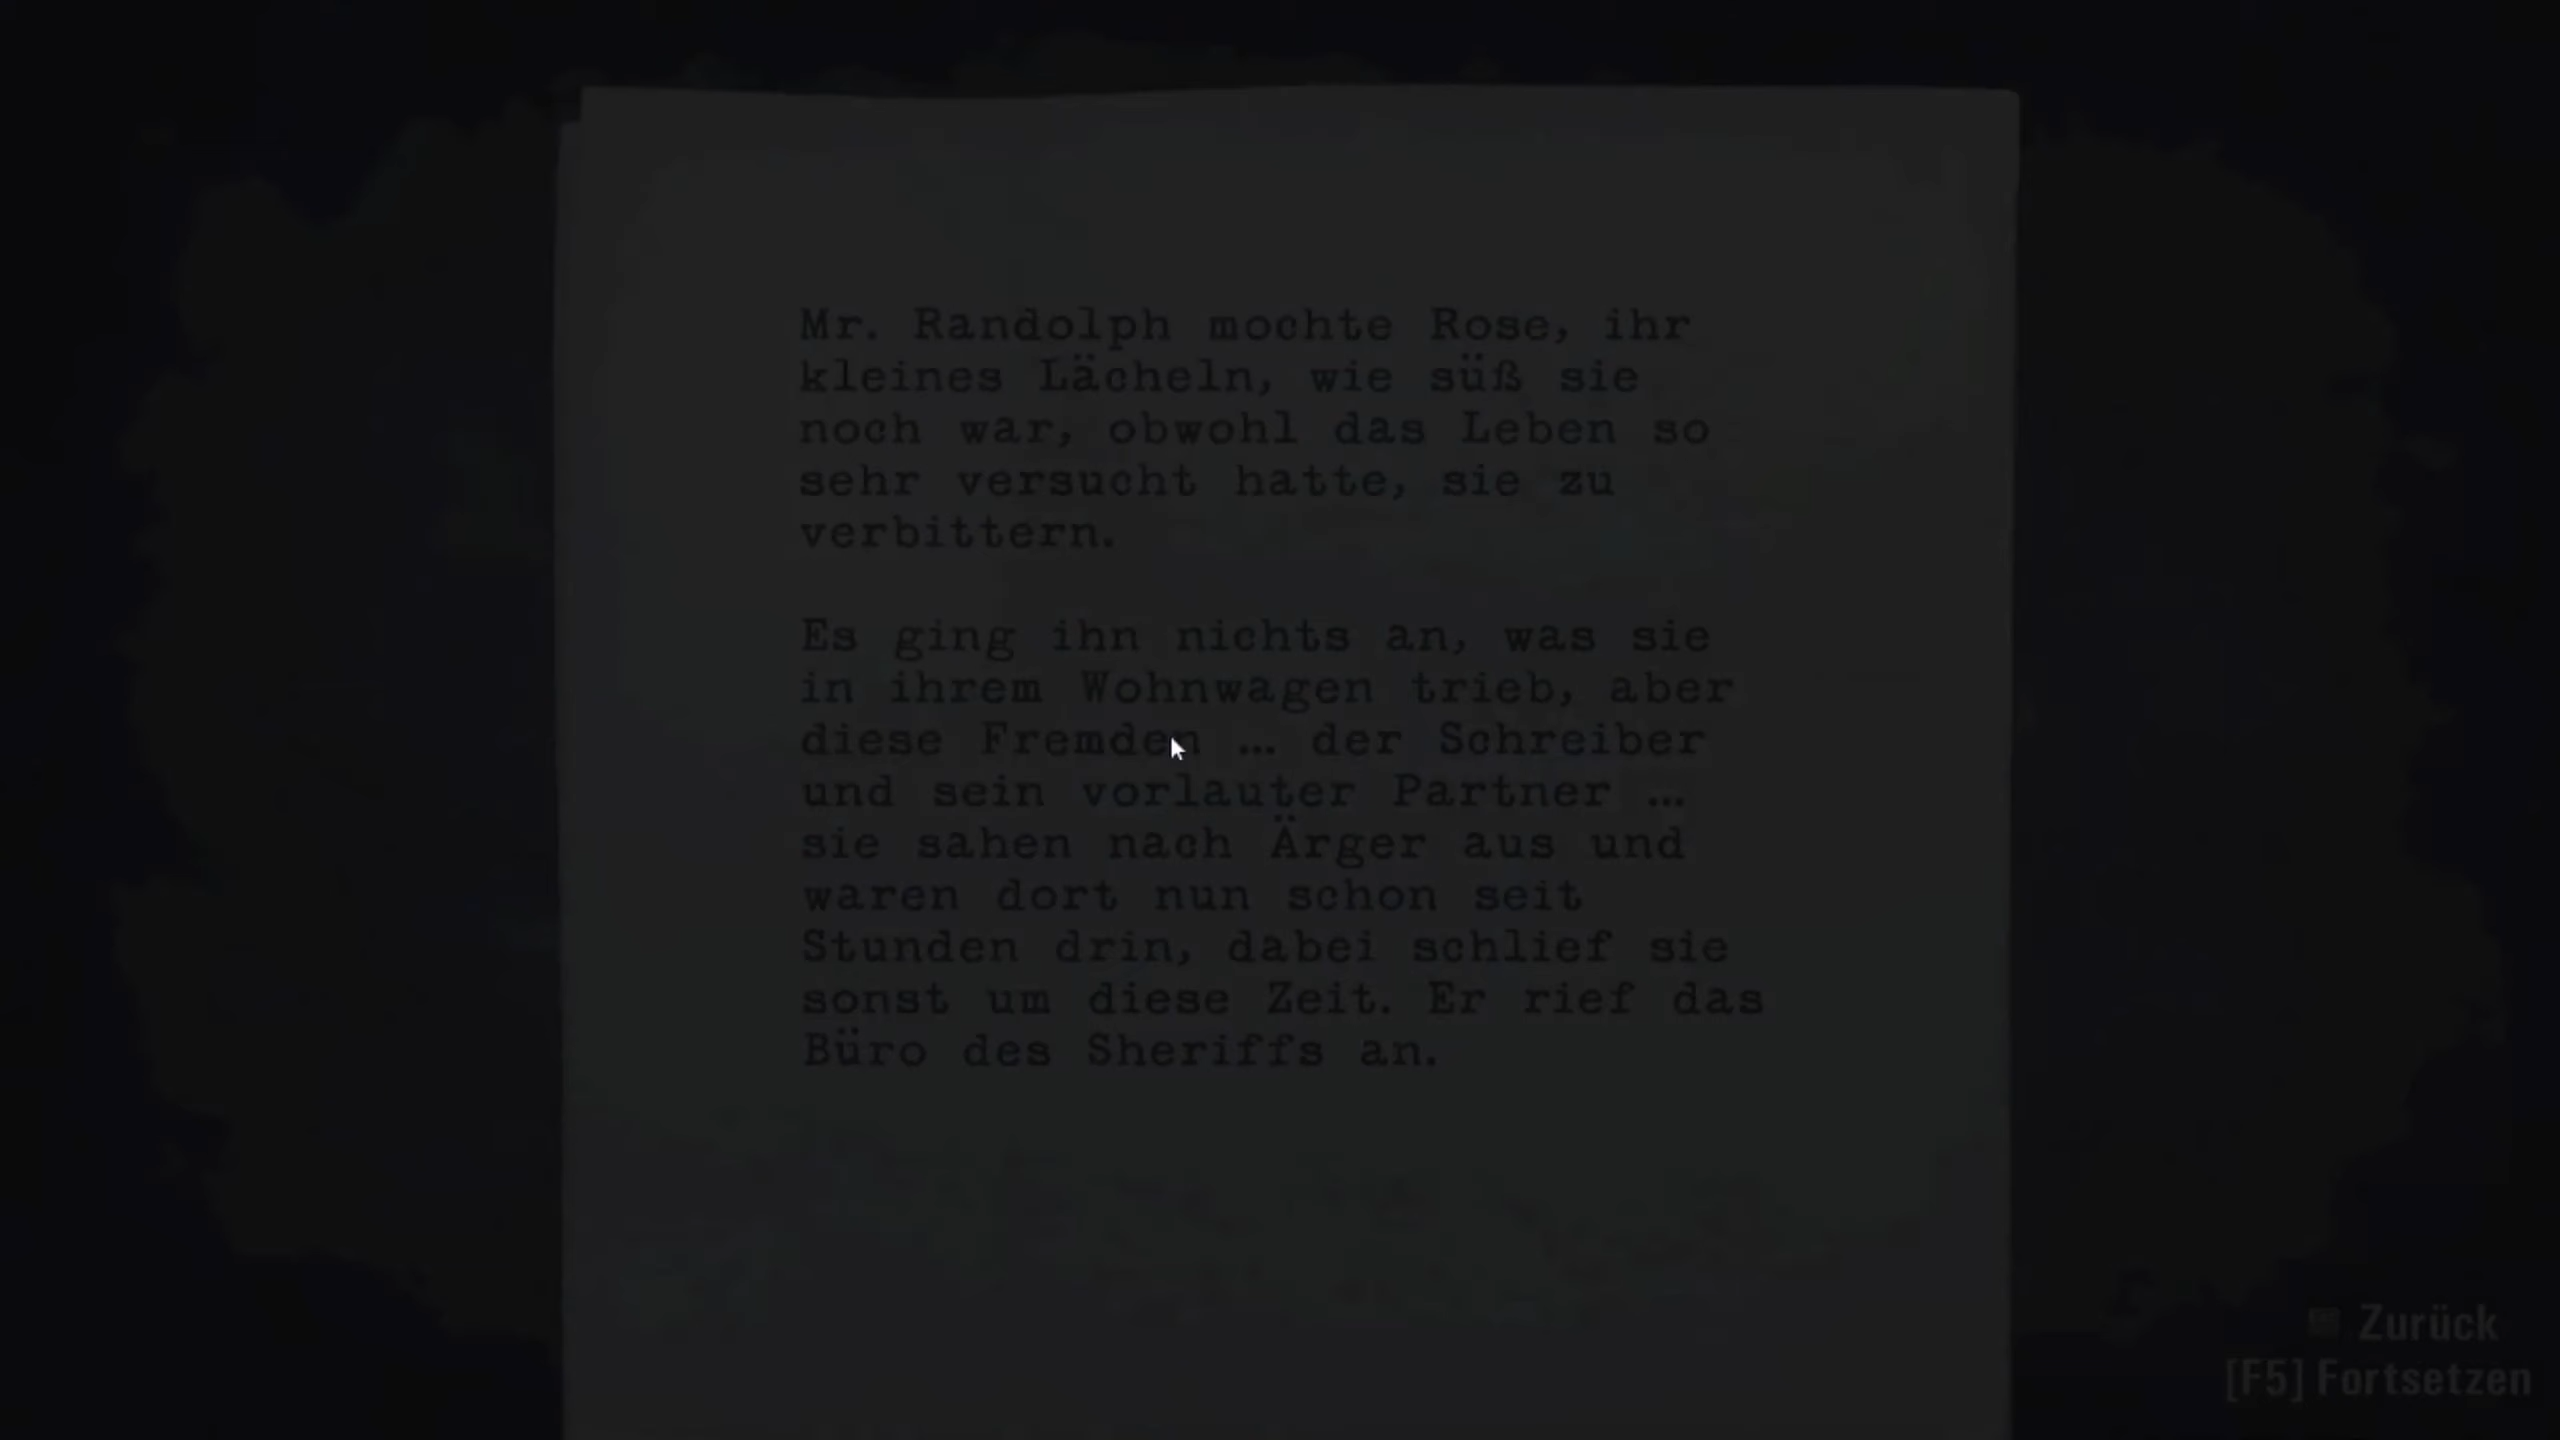 Mr. Randolph mochte Rose, ihr
kleines Lächeln, wie süß sie
noch war, obwohl das Leben so
sehr versucht hatte, sie zu
verbittern.
Es ging ihn nichts an, was sie
in ihrem Wohnwagen trieb, aber
diese Fremden … der Schreiber
und sein vorlauter Partner …
sie sahen nach Ärger aus und
waren dort nun schon seit
Stunden drin, dabei schlief sie
sonst um diese Zeit. Er rief das
Büro des Sheriffs an.
Zurück
[F5] Fortsetzen